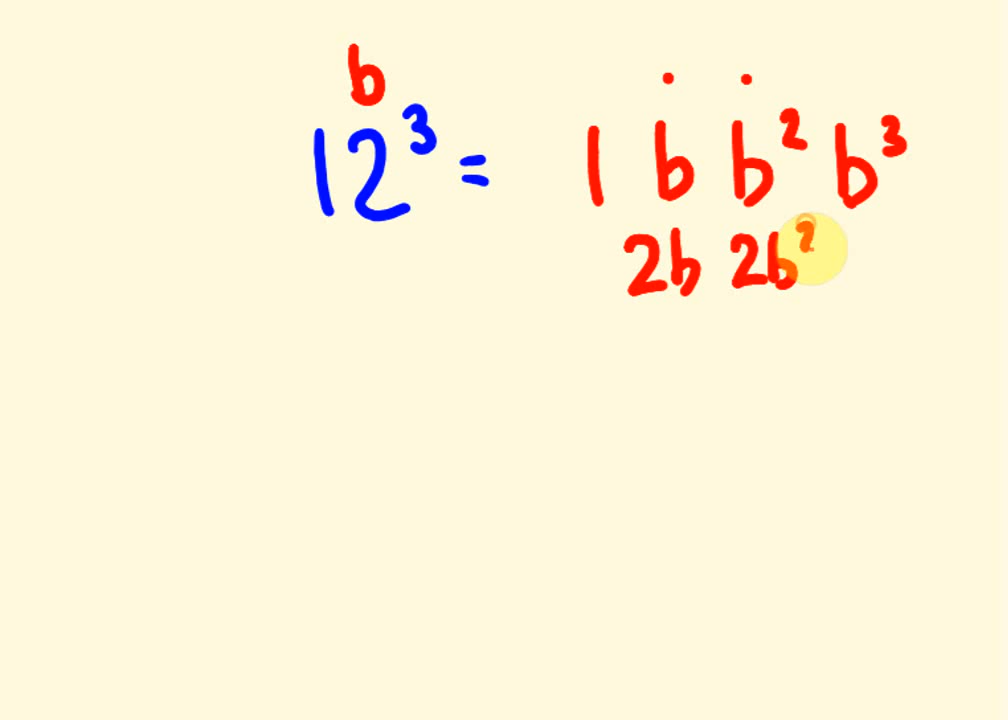 b
12³ = 1 b b² b³
2b 2b²